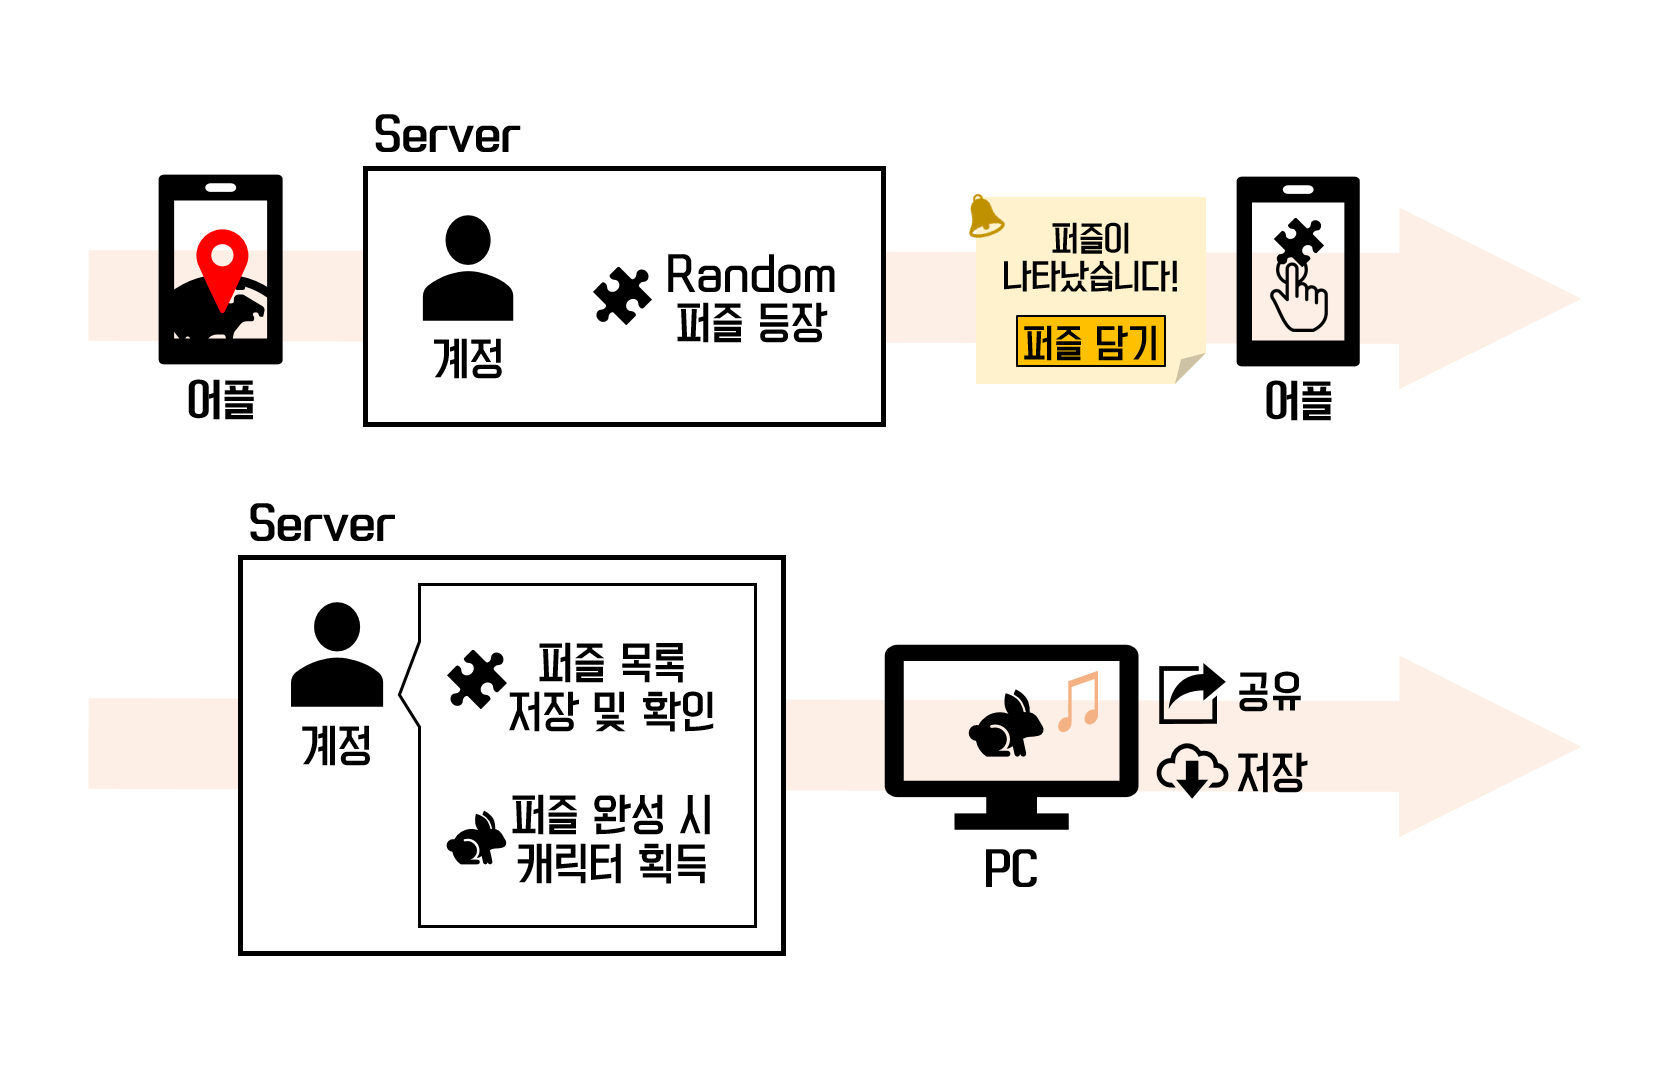 Server
어플
계정
Random
퍼즐 등장
퍼즐이
나타났습니다!
퍼즐 담기
어플
Server
계정
퍼즐 목록
저장 및 확인
퍼즐 완성 시
캐릭터 획득
PC
공유
저장